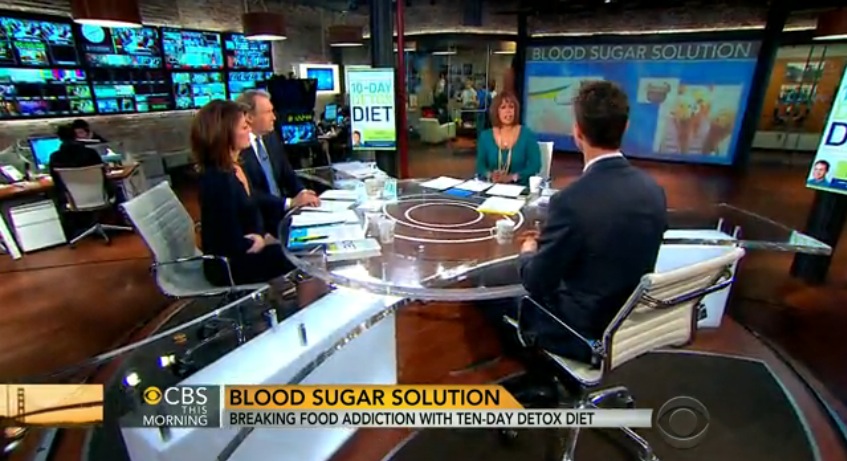 BLOOD SUGAR SOLUTION
10-DAY
DIET
D
CBS
THIS
MORNING
BLOOD SUGAR SOLUTION
BREAKING FOOD ADDICTION WITH TEN-DAY DETOX DIET